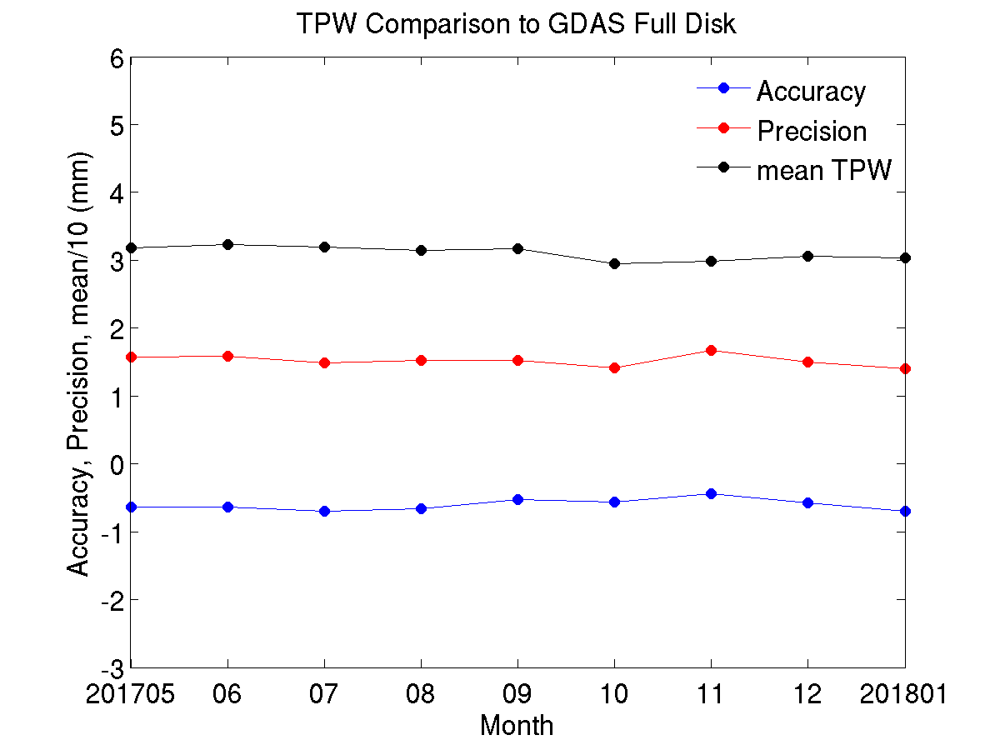 TPW Comparison to GDAS Full Disk
Accuracy
Precision
mean TPW
Accuracy, Precision, mean/10 (mm)
6
5
4
3
2
1
0
-1
-2
-3
201705 06 07 08 09 10 11 12 201801
Month